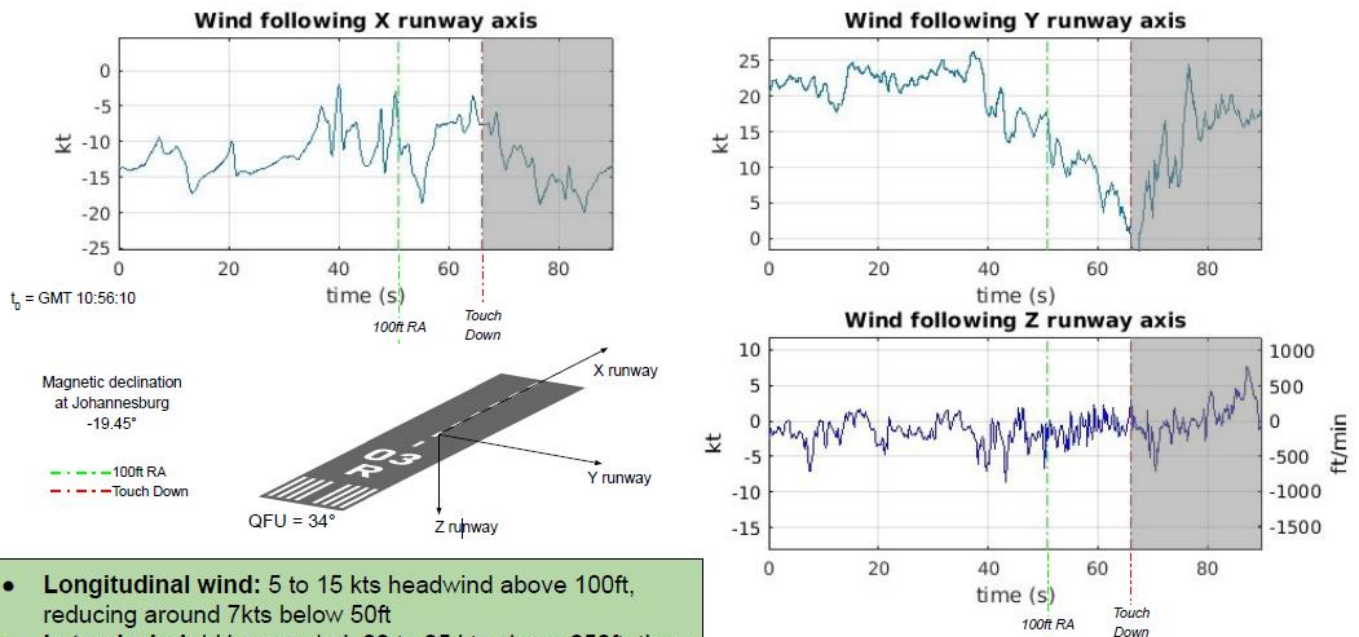 Wind following X runway axis
0
-5
-10
-15
-20
-25
kt
0 20 40 60 80
time (s)
t0 = GMT 10:56:10
100ft RA
Touch
Down
Wind following Y runway axis
25
20
15
10
5
0
kt
0 20 40 60 80
time (s)
Magnetic declination
at Johannesburg
-19.45°
100ft RA
Touch Down
03
R
QFU = 34°
X runway
Y runway
Z runway
Wind following Z runway axis
10
5
0
-5
-10
-15
kt
1000
500
0
-500
-1000
-1500
ft/min
0 20 40 60 80
time (s)
100ft RA
Touch
Down
● Longitudinal wind: 5 to 15 kts headwind above 100ft,
reducing around 7kts below 50ft